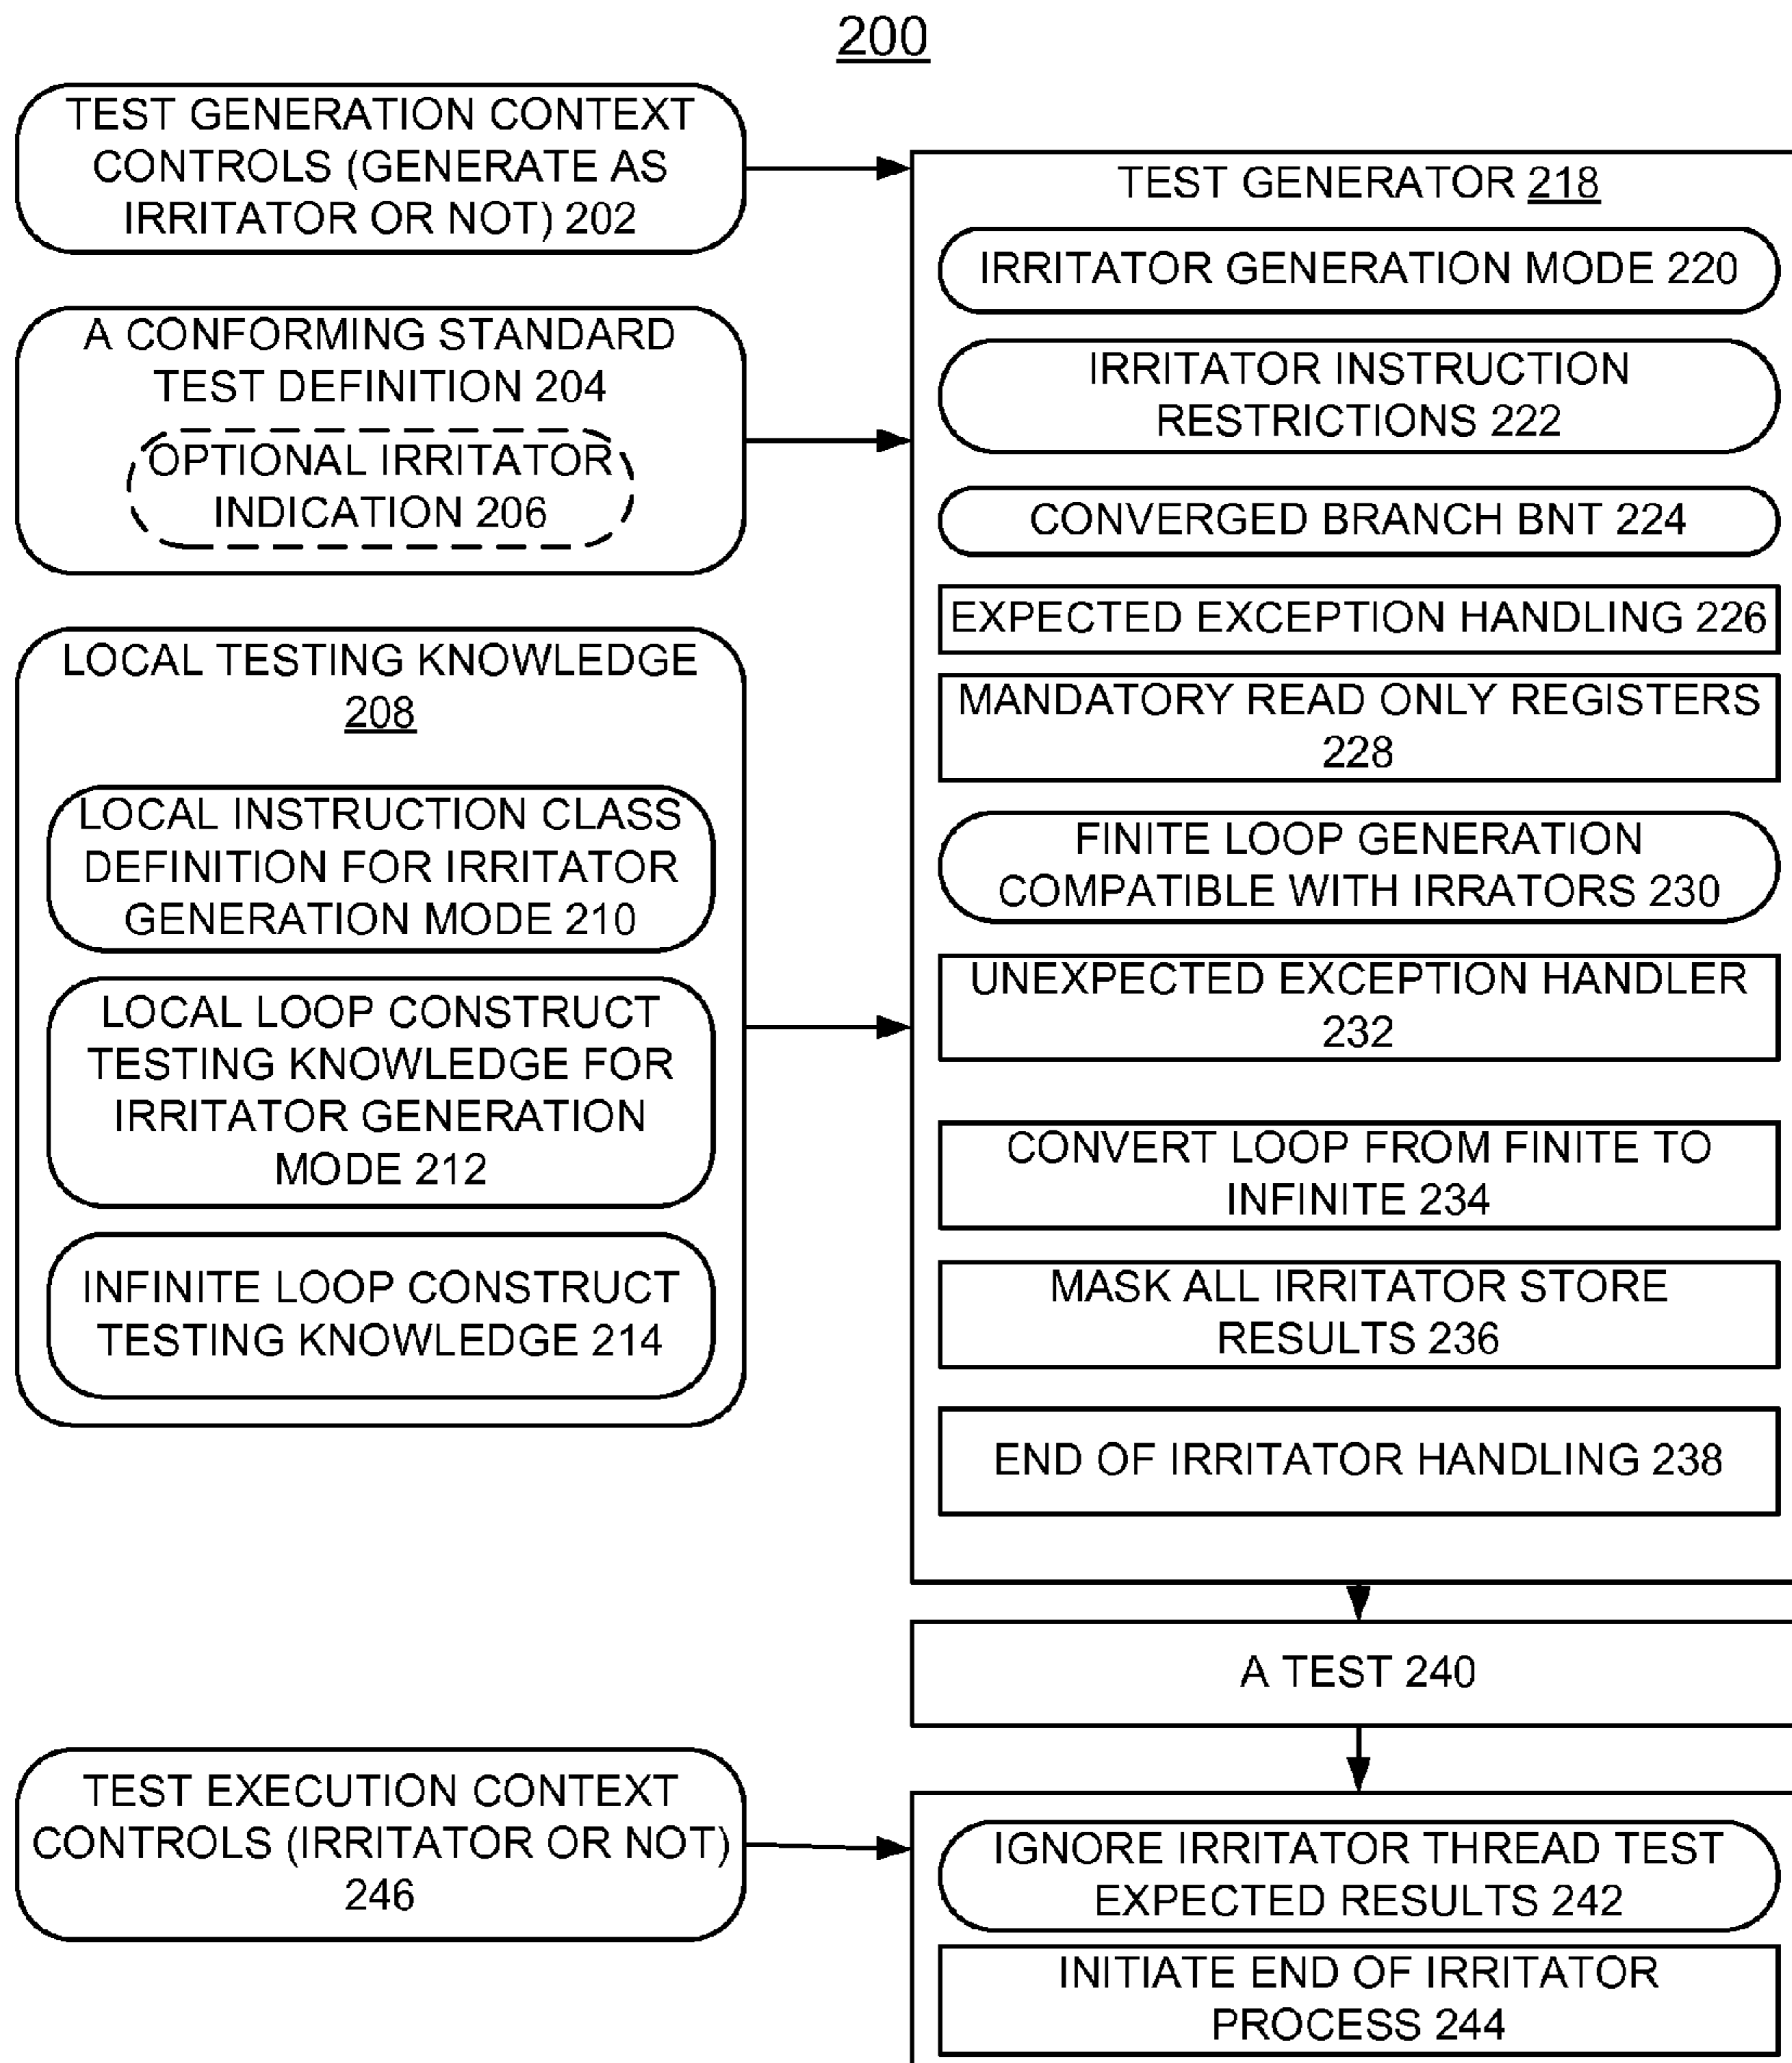 200
TEST GENERATION CONTEXT
CONTROLS (GENERATE AS
IRRITATOR OR NOT) 202
A CONFORMING STANDARD
TEST DEFINITION 204
OPTIONAL IRRITATOR
INDICATION 206
LOCAL TESTING KNOWLEDGE
208
LOCAL INSTRUCTION CLASS
DEFINITION FOR IRRITATOR
GENERATION MODE 210
LOCAL LOOP CONSTRUCT
TESTING KNOWLEDGE FOR
IRRITATOR GENERATION
MODE 212
INFINITE LOOP CONSTRUCT
TESTING KNOWLEDGE 214
TEST GENERATOR 218
IRRITATOR GENERATION MODE 220
IRRITATOR INSTRUCTION
RESTRICTIONS 222
CONVERGED BRANCH BNT 224
EXPECTED EXCEPTION HANDLING 226
MANDATORY READ ONLY REGISTERS
228
FINITE LOOP GENERATION
COMPATIBLE WITH IRRATORS 230
UNEXPECTED EXCEPTION HANDLER
232
CONVERT LOOP FROM FINITE TO
INFINITE 234
MASK ALL IRRITATOR STORE
RESULTS 236
END OF IRRITATOR HANDLING 238
A TEST 240
TEST EXECUTION CONTEXT
CONTROLS (IRRITATOR OR NOT)
246
IGNORE IRRITATOR THREAD TEST
EXPECTED RESULTS 242
INITIATE END OF IRRITATOR
PROCESS 244